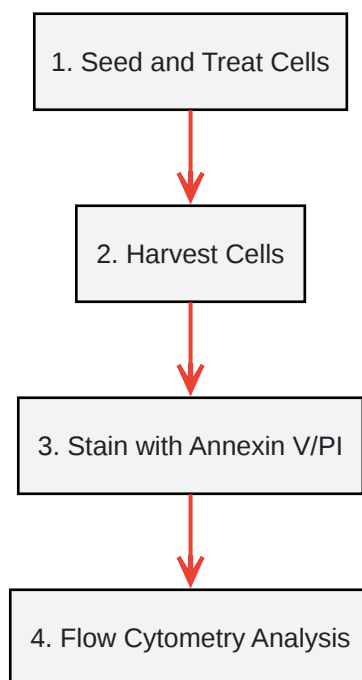 1. Seed and Treat Cells
2. Harvest Cells
3. Stain with Annexin V/PI
4. Flow Cytometry Analysis